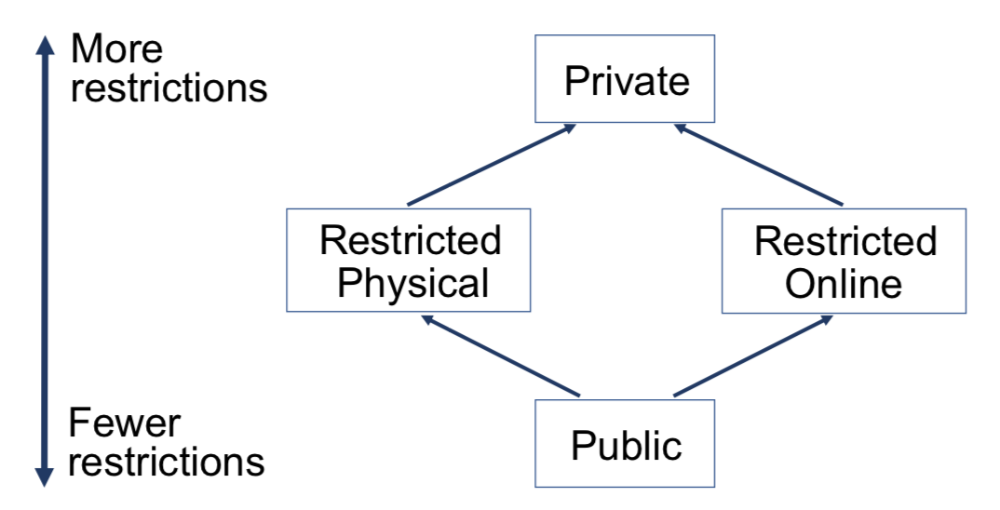 More
restrictions
Private
Restricted
Physical
Restricted
Online
Fewer
restrictions
Public